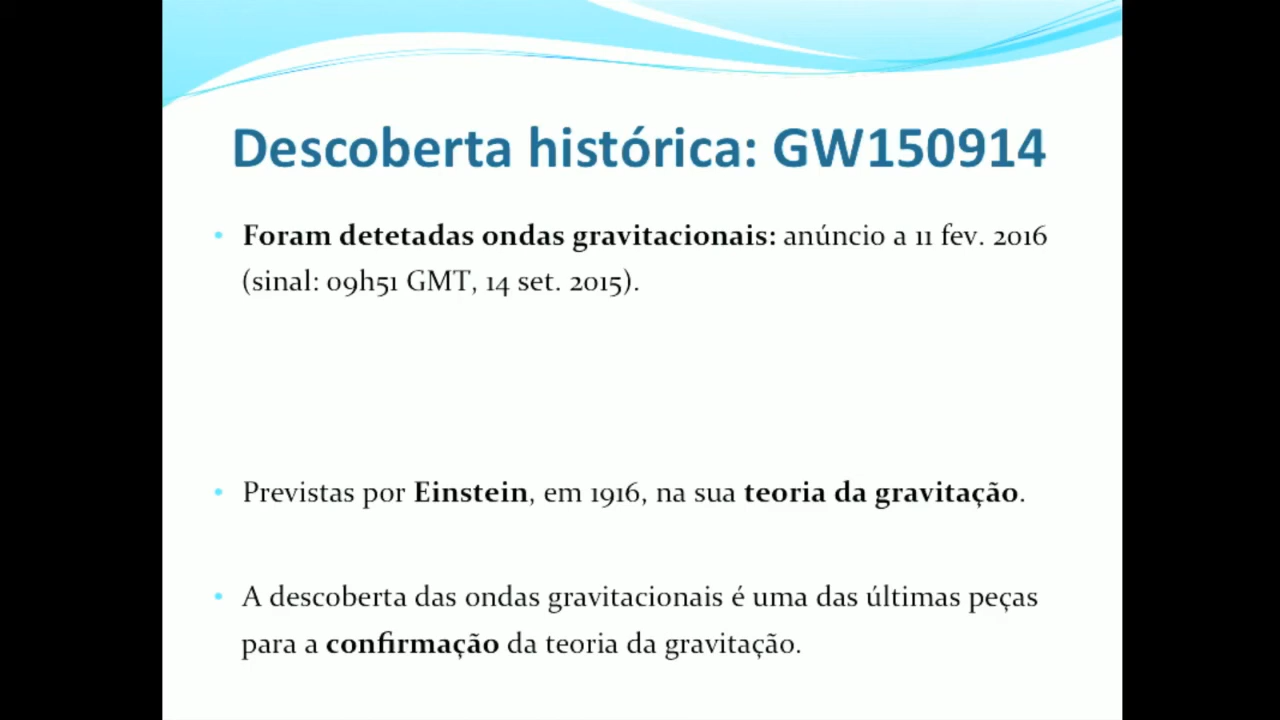 Descoberta histórica: GW150914
• Foram detetadas ondas gravitacionais: anúncio a 11 fev. 2016
(sinal: 09h51 GMT, 14 set. 2015).
• Previstas por Einstein, em 1916, na sua teoria da gravitação.
• A descoberta das ondas gravitacionais é uma das últimas peças
para a confirmação da teoria da gravitação.